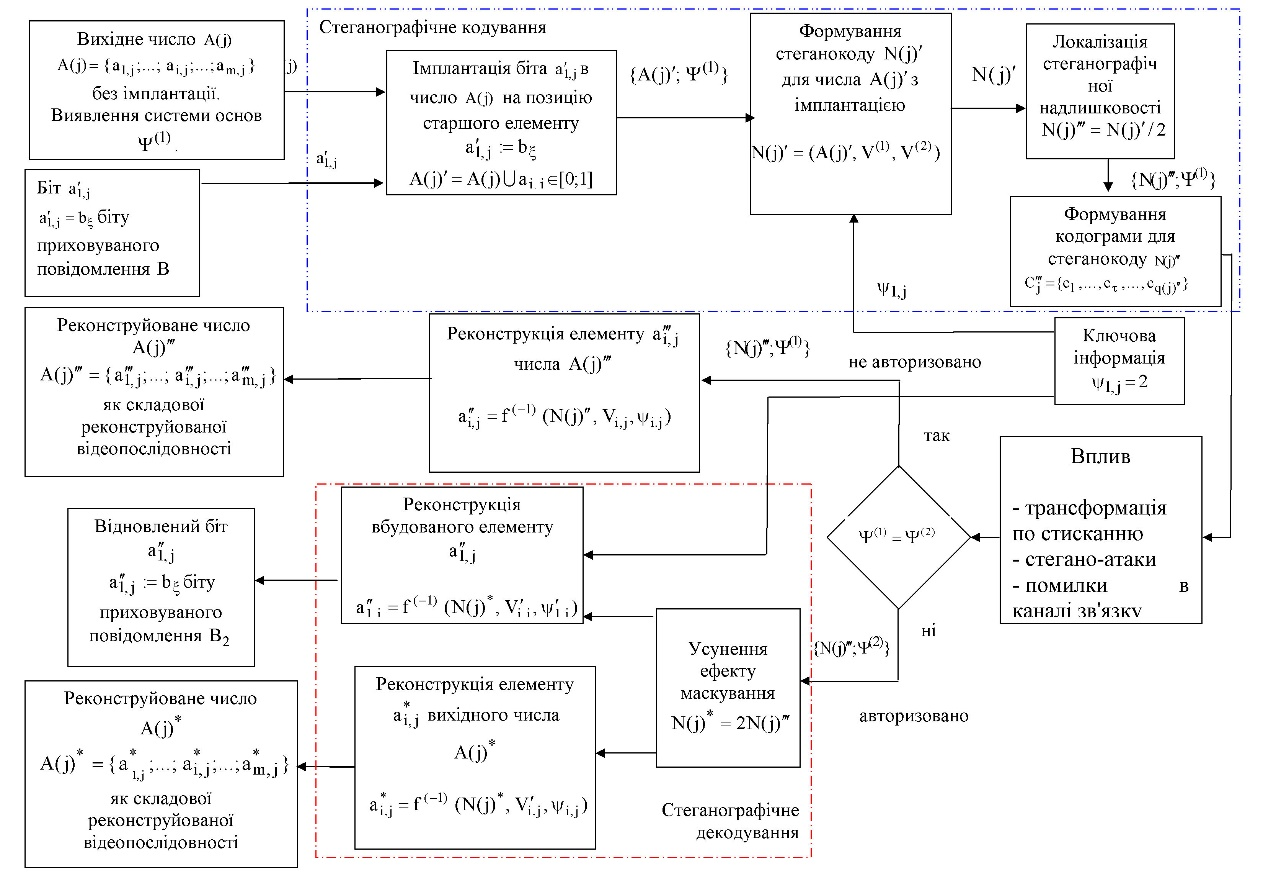 Вихідне число A(j)
A(j) = {a1,j;...; ai,j;...;am,j}
j)
без імплантації.
Виявлення системи основ
Ψ(1) .
Біт a′1,j
a′1,j = bξ біту
приховуваного
повідомлення B
a′1,j
Стеганографічне кодування
Імплантація біта a′1,j в
число A(j) на позицію
старшого елементу
a′1,j := bξ
A(j)′ = A(j)∪a1,j∈[0;1]
{A(j)′; Ψ(1)}
Формування
стеганокоду N(j)′
для числа A(j)′ з
імплантацією
N(j)′ = (A(j)′, V(1), V(2))
N(j)′
Локалізація
стеганографіч
ної
надлишковості
N(j)‴ = N(j)′/2
{N(j)‴;Ψ(1)}
Формування
кодограми для
стеганокоду N(j)‴
C‴j = {c1,...,cτ,...,cq(j)‴}
ψ1,j
Ключова
інформація
ψ1,j = 2
Реконструйоване число
A(j)‴
A(j)‴ = {a‴1,j;...; a‴i,j;...;a‴m,j}
як складової
реконструйованої
відеопослідовності
Реконструкція елементу a‴i,j
числа A(j)‴
a″i,j = f(−1) (N(j)″, Vi,j, ψi,j)
{N(j)‴;Ψ(1)}
не авторизовано
так
Вплив
- трансформація
по стисканню
- стегано-атаки
- помилки в
каналі зв'язку
Ψ(1) = Ψ(2)
ні
{N(j)‴;Ψ(2)}
авторизовано
Відновлений біт
a″1,j
a″1,j := bξ біту
приховуваного
повідомлення B2
Реконструкція
вбудованого елементу
a″1,j
a″1,j = f(−1) (N(j)*, V′i,j, ψ′i,j)
Усунення
ефекту
маскування
N(j)* = 2N(j)‴
Реконструйоване число
A(j)*
A(j)* = {a*1,j;...; a*i,j;...;a*m,j}
як складової
реконструйованої
відеопослідовності
Реконструкція елементу
a*i,j вихідного числа
A(j)*
a*i,j = f(−1) (N(j)*, V′i,j, ψi,j)
Стеганографічне
декодування